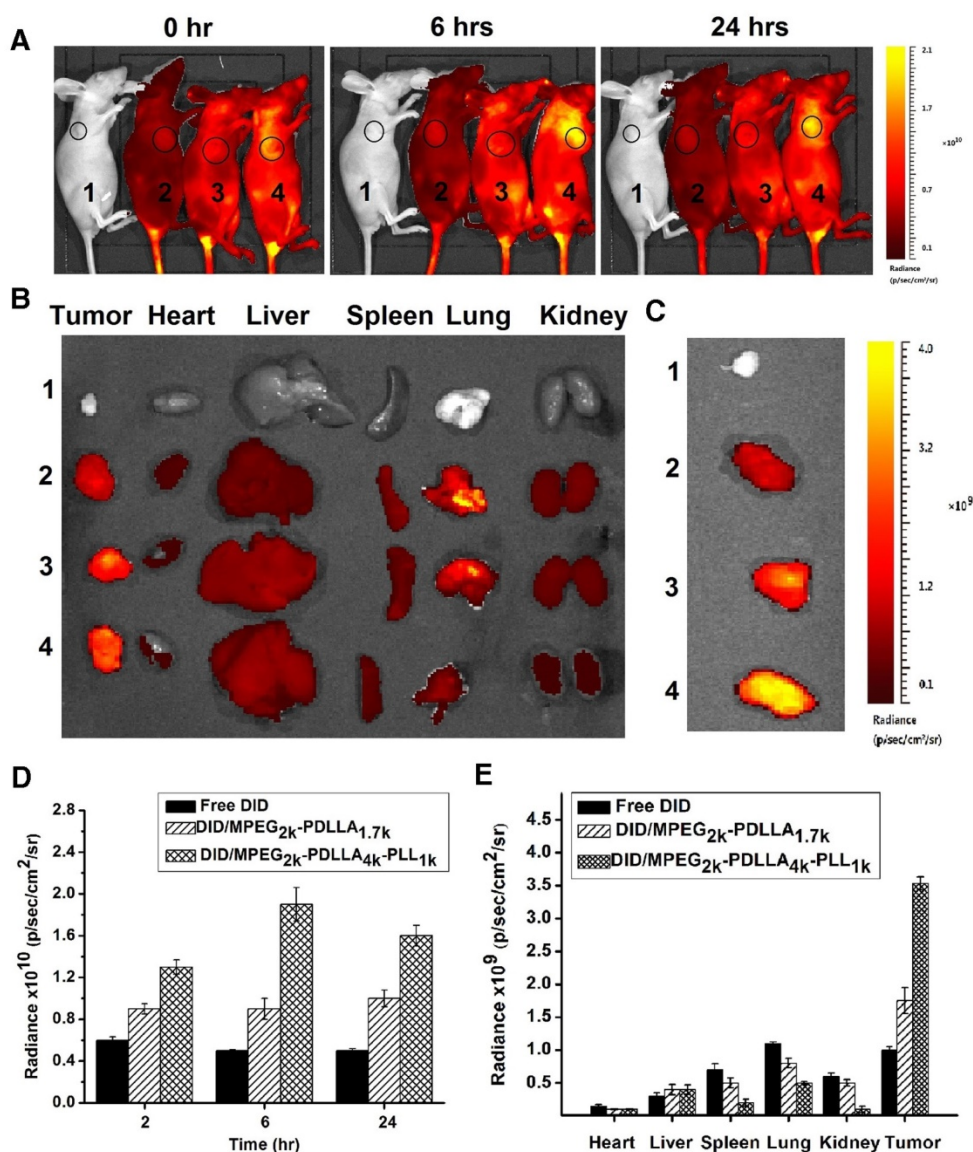 A
0 hr
6 hrs
24 hrs
1 2 3 4
1 2 3 4
1 2 3 4
2.1
1.7
×10¹⁰
0.7
0.1
Radiance
(p/sec/cm²/sr)
B
Tumor Heart Liver Spleen Lung Kidney
1
2
3
4
C
1
2
3
4
4.0
3.2
×10⁹
1.2
0.1
Radiance
(p/sec/cm²/sr)
D
Free DID
DID/MPEG2k-PDLLA1.7k
DID/MPEG2k-PDLLA4k-PLL1k
Radiance x10¹⁰ (p/sec/cm²/sr)
2.8
2.4
2.0
1.6
1.2
0.8
0.4
0.0
2 6 24
Time (hr)
E
Free DID
DID/MPEG2k-PDLLA1.7k
DID/MPEG2k-PDLLA4k-PLL1k
Radiance x10⁹ (p/sec/cm²/sr)
4.5
4.0
3.5
3.0
2.5
2.0
1.5
1.0
0.5
Heart Liver Spleen Lung Kidney Tumor